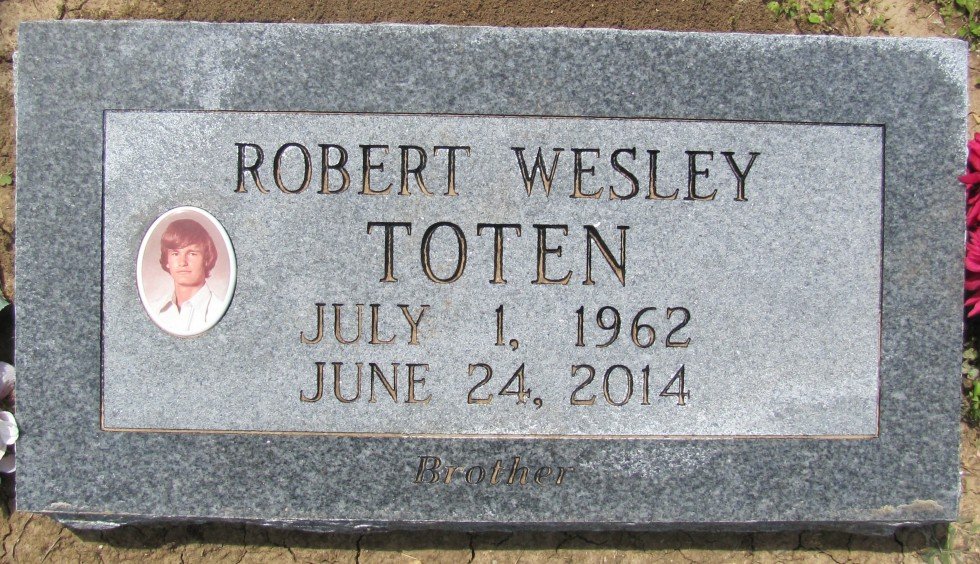 ROBERT WESLEY
TOTEN
JULY 1, 1962
JUNE 24, 2014
Brother